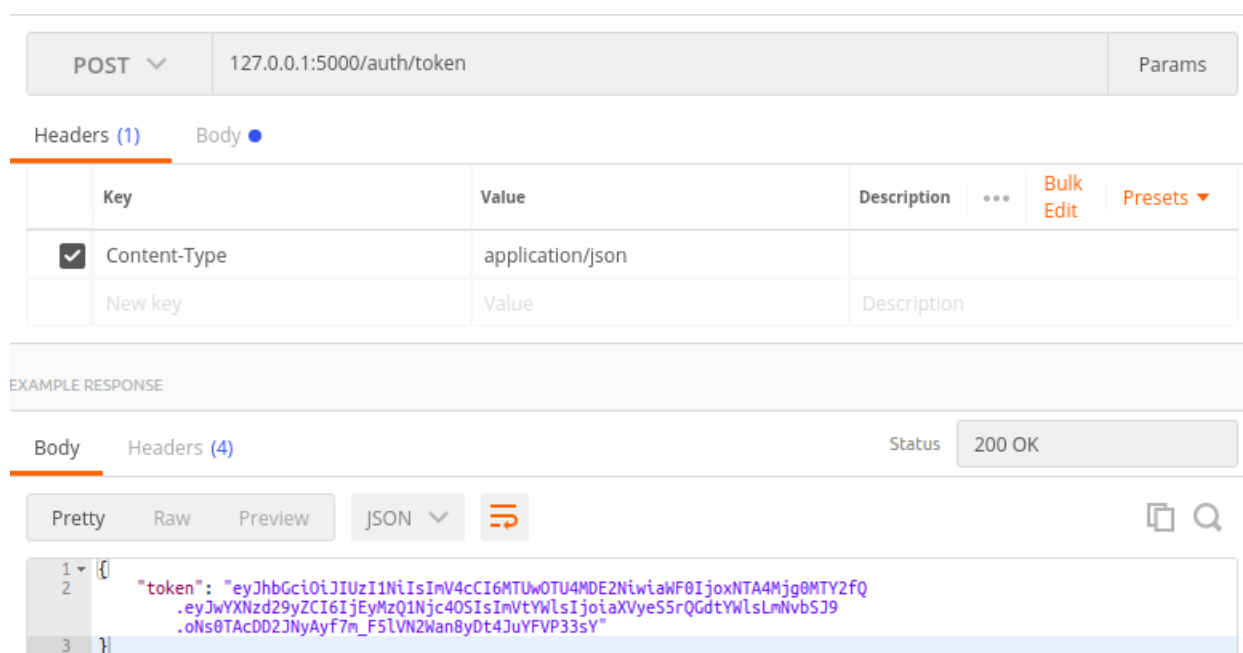 POST 127.0.0.1:5000/auth/token Params
Headers (1) Body
Key Value Description Bulk Edit Presets
Content-Type application/json
New key Value Description
EXAMPLE RESPONSE
Body Headers (4) Status 200 OK
Pretty Raw Preview JSON
1 {
2 "token": "eyJhbGciOiJIUzI1NiIsImV4cCI6MTUwOTU4MDE2NiwiaWF0IjoxNTA4Mjg0MTY2fQ
.eyJwYXNzd29yZCI6IjEyMzQ1Njc4OSIsImVtYWlsIjoiaXVyeS5rQGdtYWlsLmNvbSJ9
.oNs0TAcDD2JNyAyf7m_F5lVN2Wan8yDt4JuYFVP33sY"
3 }